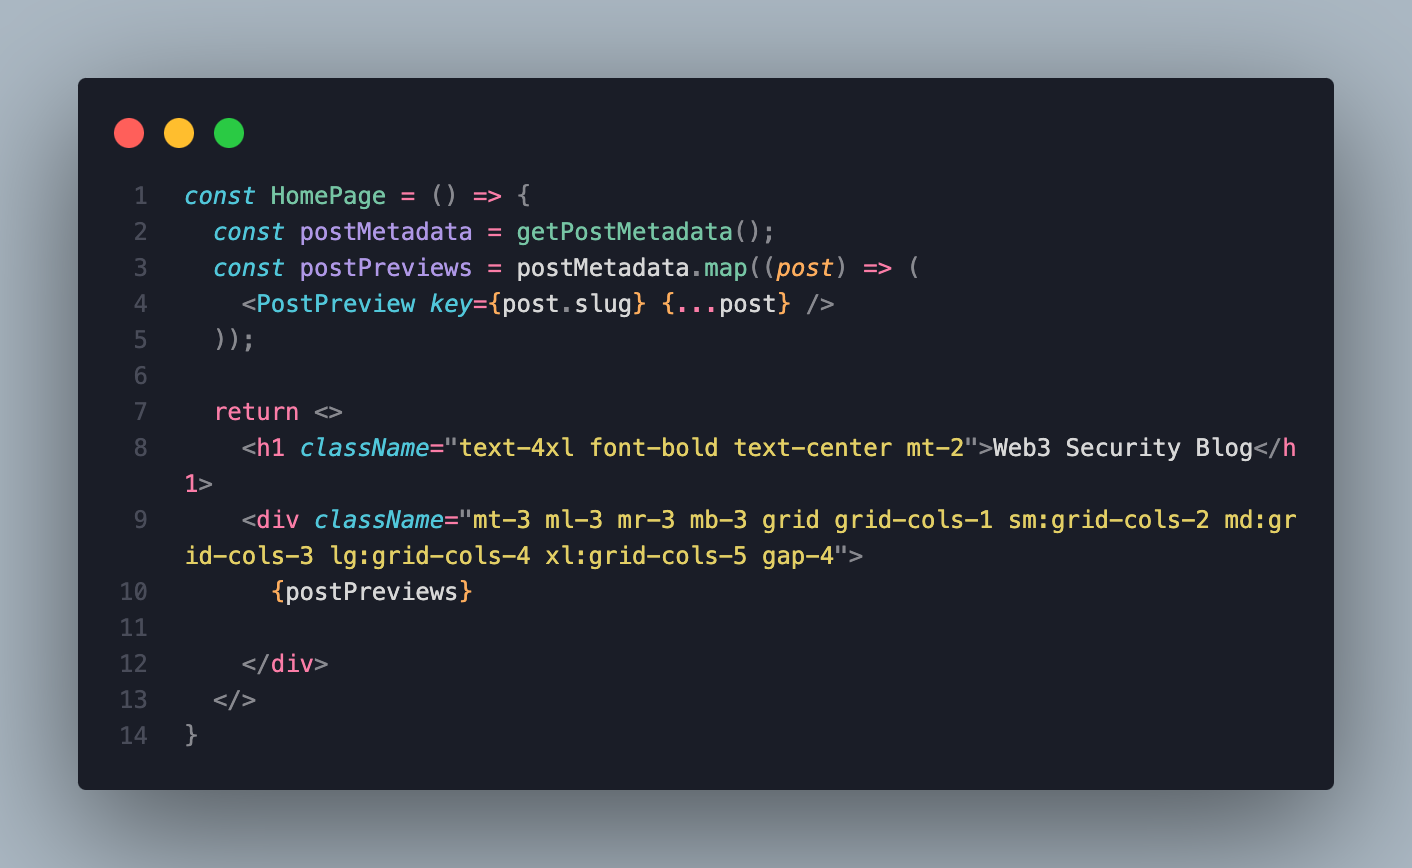 1 const HomePage = () => {
2   const postMetadata = getPostMetadata();
3   const postPreviews = postMetadata.map((post) => (
4     <PostPreview key={post.slug} {...post} />
5   ));
6
7   return <>
8     <h1 className="text-4xl font-bold text-center mt-2">Web3 Security Blog</h
1>
9     <div className="mt-3 ml-3 mr-3 mb-3 grid grid-cols-1 sm:grid-cols-2 md:gr
id-cols-3 lg:grid-cols-4 xl:grid-cols-5 gap-4">
10       {postPreviews}
11
12     </div>
13   </>
14 }